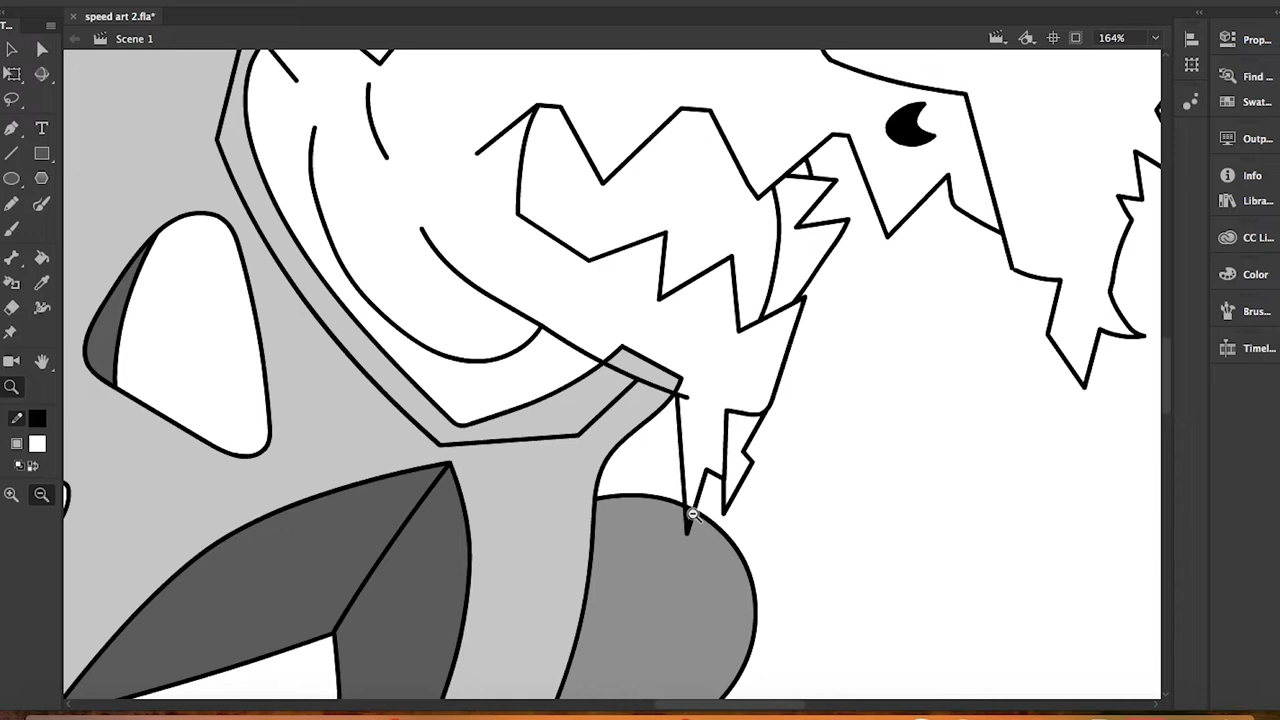 speed art 2.fla*
T...
Scene 1
164%
Prop...
Find ...
Swat...
Outp...
Info
Libra...
CC Li...
Color
Brus...
Timel...